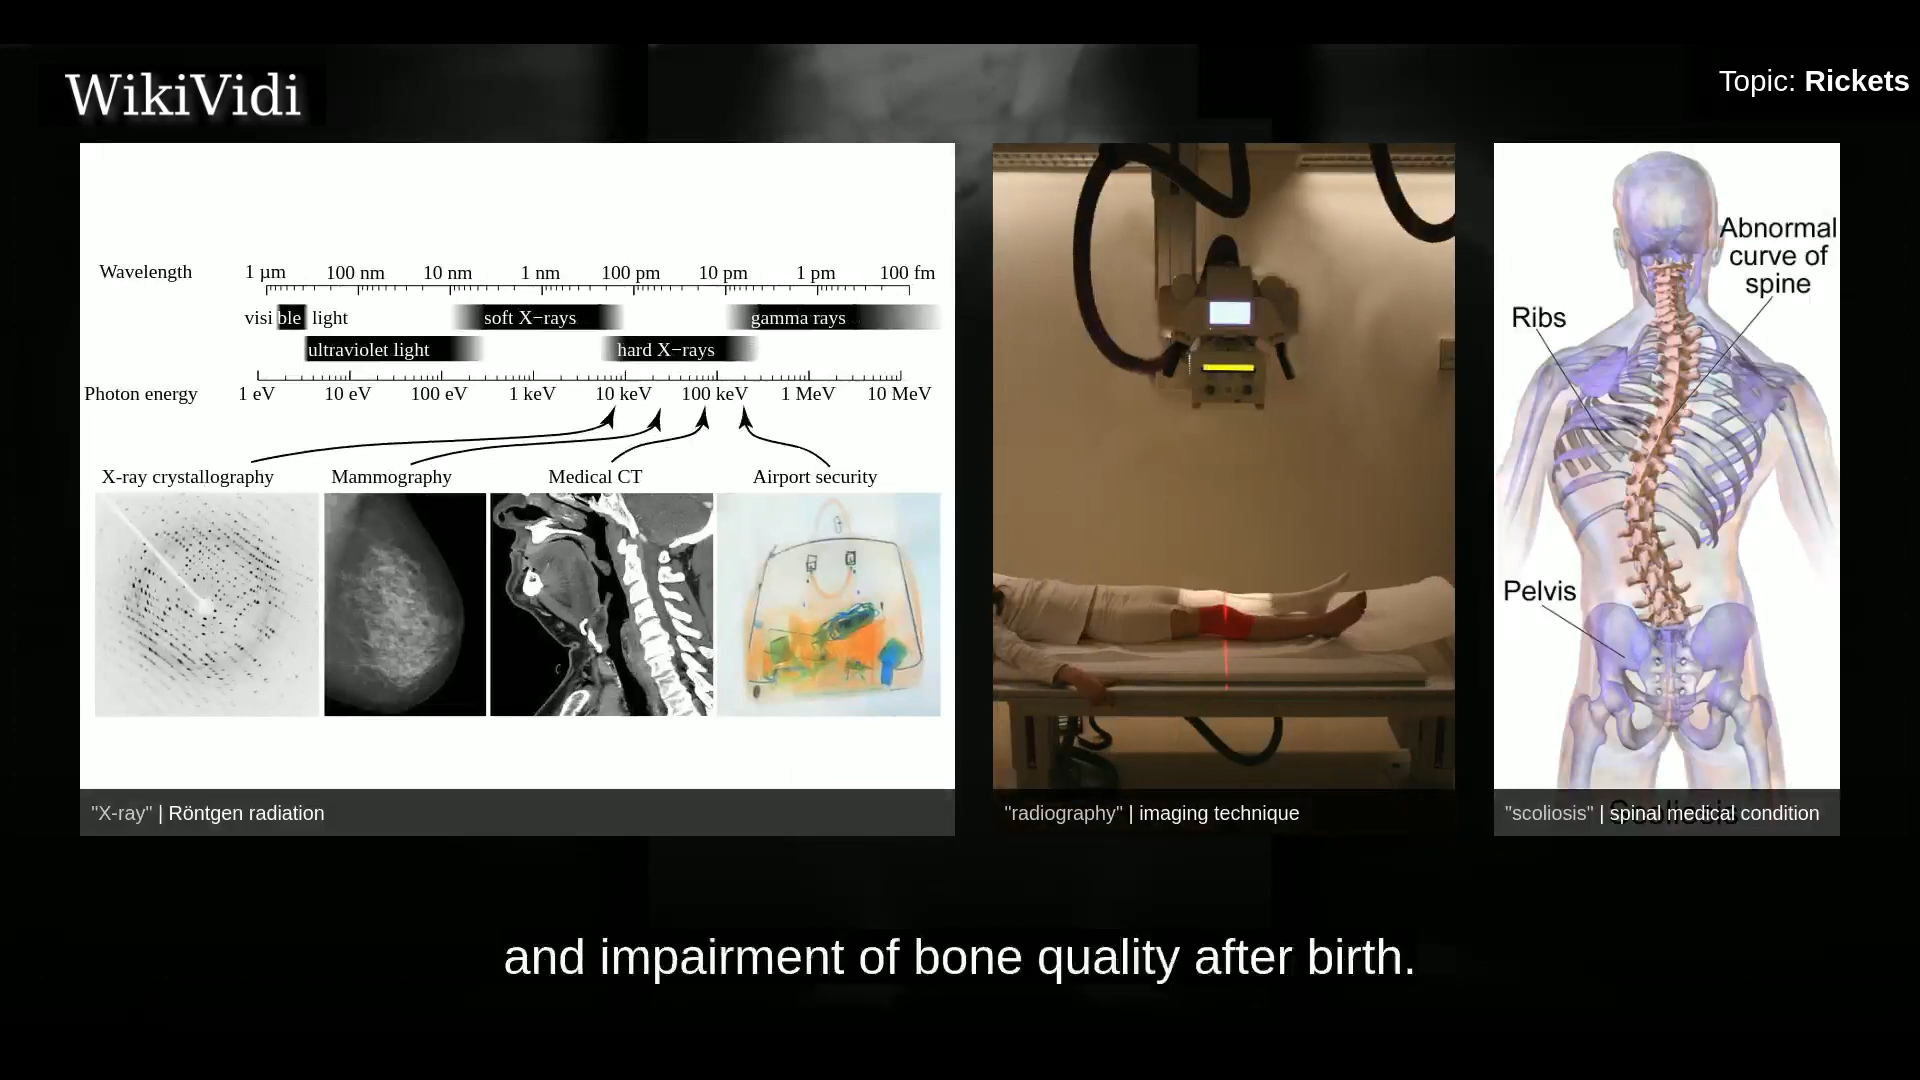 WikiVidi
Topic: Rickets
Wavelength 1 µm 100 nm 10 nm 1 nm 100 pm 10 pm 1 pm 100 fm
visible light soft X−rays gamma rays
ultraviolet light hard X−rays
Photon energy 1 eV 10 eV 100 eV 1 keV 10 keV 100 keV 1 MeV 10 MeV
X-ray crystallography Mammography Medical CT Airport security
"X-ray" | Röntgen radiation
"radiography" | imaging technique
Abnormal
curve of
spine
Ribs
Pelvis
Scoliosis
"scoliosis" | spinal medical condition
and impairment of bone quality after birth.